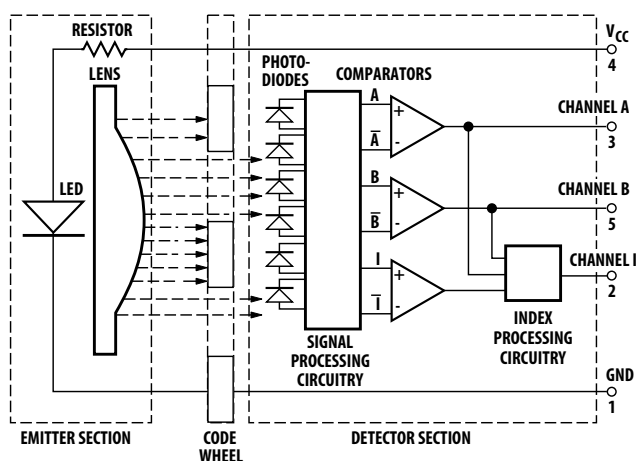 RESISTOR
LENS
LED
PHOTO-
DIODES
COMPARATORS
A
+
A̅
-
B
+
B̅
-
I
+
I̅
-
SIGNAL
PROCESSING
CIRCUITRY
INDEX
PROCESSING
CIRCUITRY
VCC
4
CHANNEL A
3
CHANNEL B
5
CHANNEL I
2
GND
1
EMITTER SECTION
CODE
WHEEL
DETECTOR SECTION